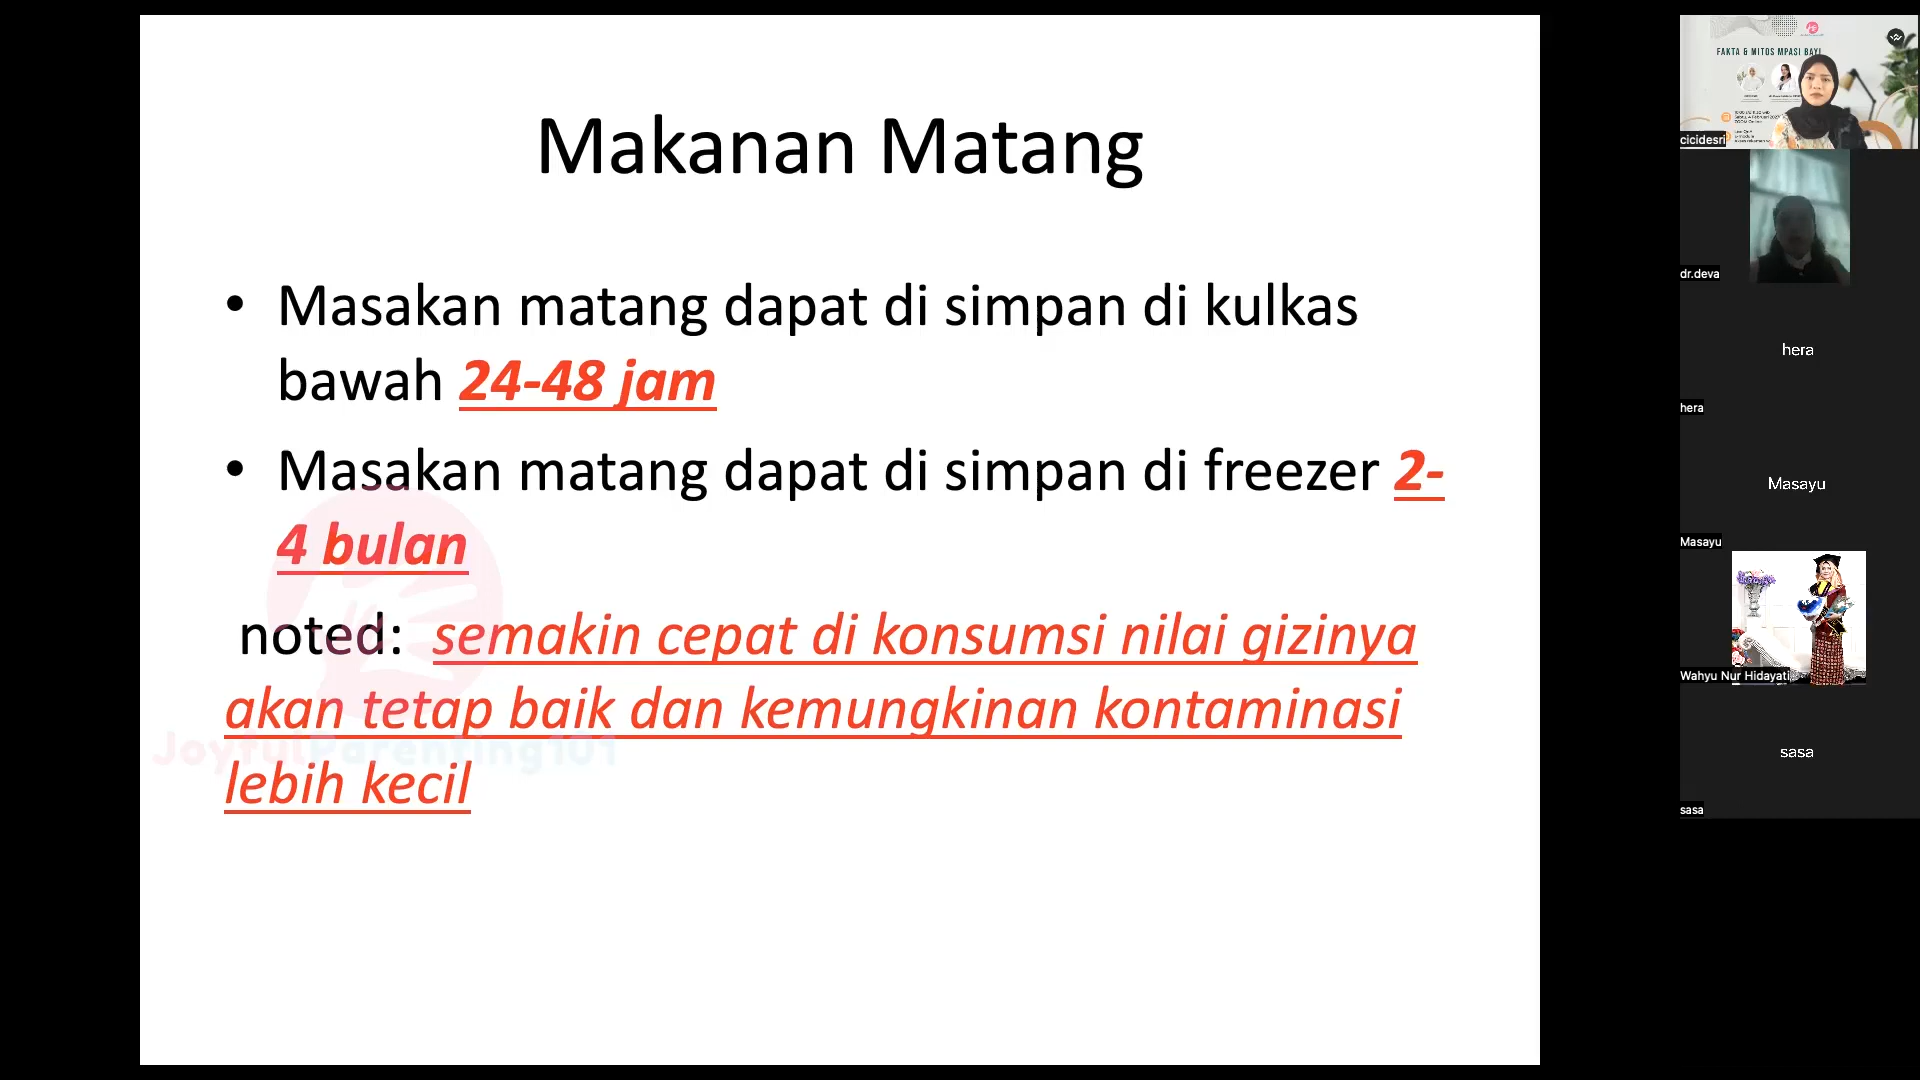 Makanan Matang
• Masakan matang dapat di simpan di kulkas
bawah 24-48 jam
• Masakan matang dapat di simpan di freezer 2-
4 bulan
noted: semakin cepat di konsumsi nilai gizinya
akan tetap baik dan kemungkinan kontaminasi
lebih kecil
JoyfulParenting101
FAKTA & MITOS MPASI BAYI
cicidesri
dr.deva
hera
hera
Masayu
Masayu
Wahyu Nur Hidayati
sasa
sasa